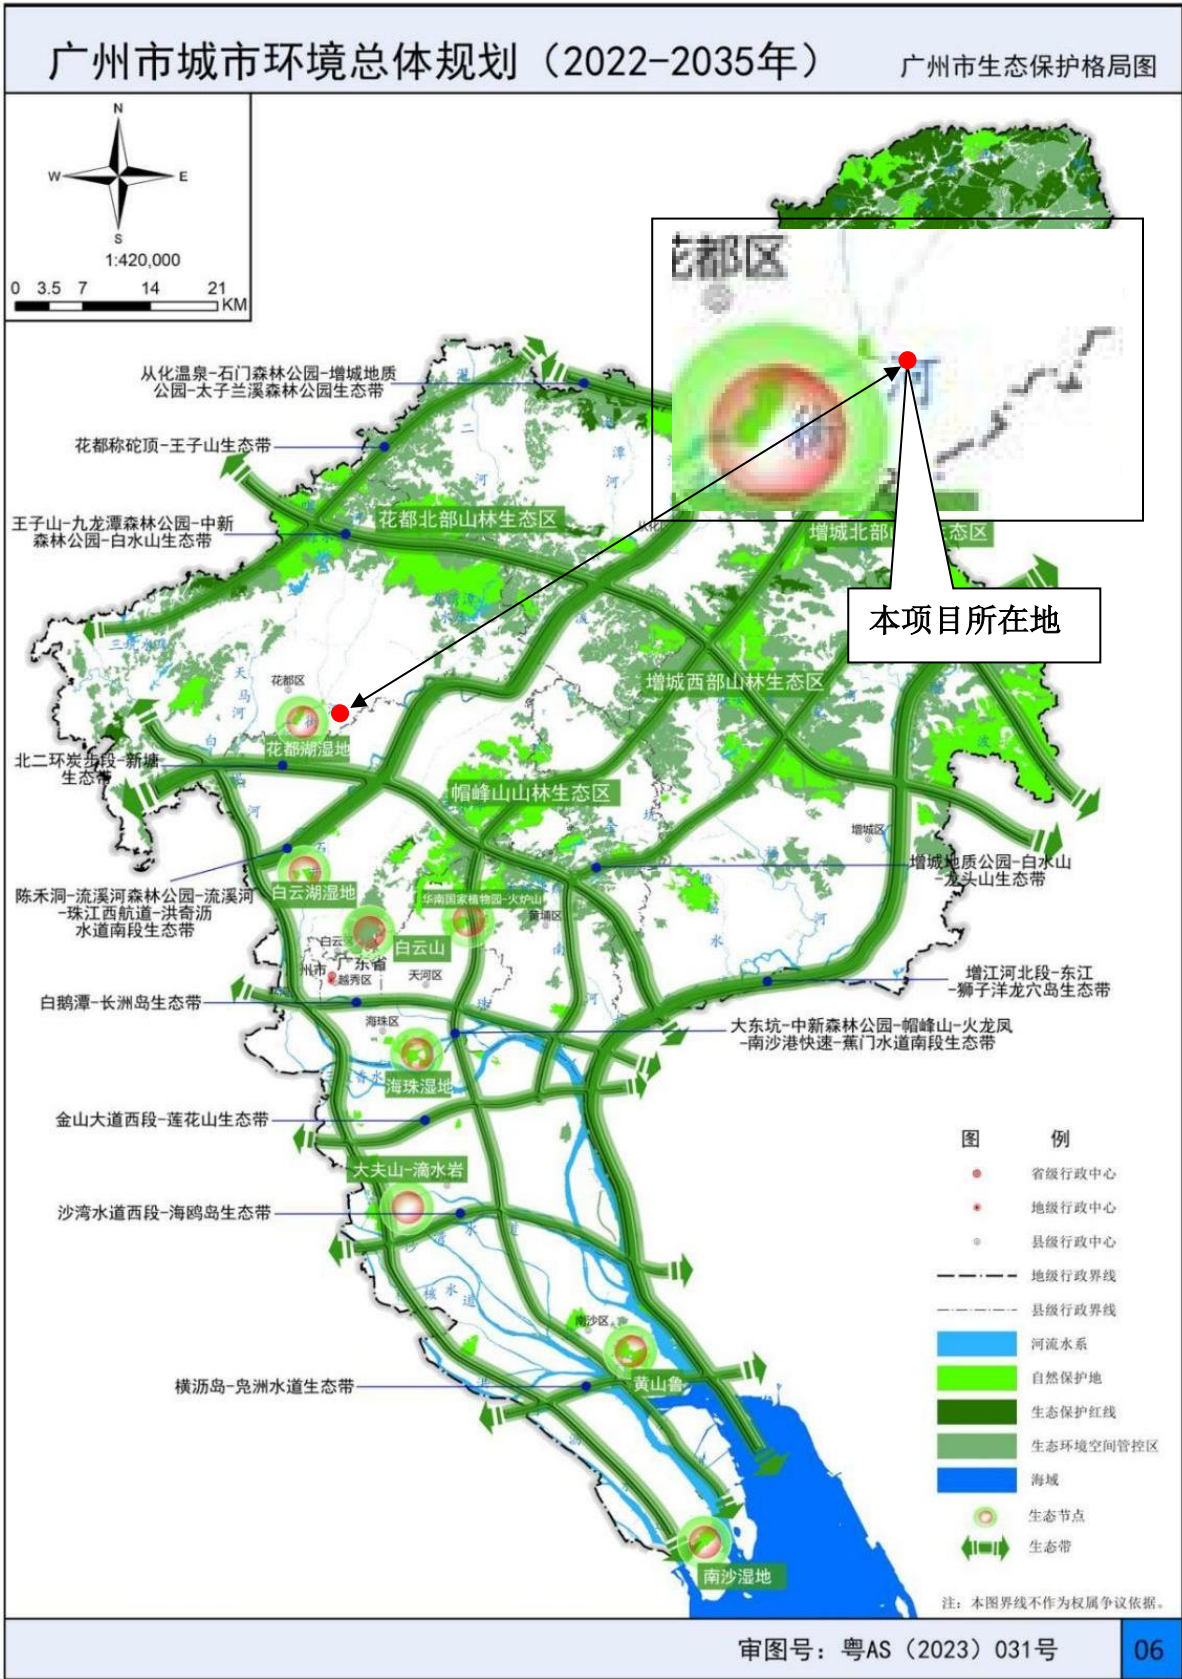 广州市城市环境总体规划（2022-2035年）
广州市生态保护格局图
N
W
E
S
1:420,000
0 3.5 7 14 21
KM
花都区
河
本项目所在地
从化温泉-石门森林公园-增城地质
公园-太子兰溪森林公园生态带
花都称砣顶-王子山生态带
王子山-九龙潭森林公园-中新
森林公园-白水山生态带
花都北部山林生态区
增城北部
生态区
增城西部山林生态区
花都区
花都湖湿地
天
马
河
白
河
北二环炭步段-新塘
生态带
帽峰山山林生态区
增城区
增城地质公园-白水山
-龙头山生态带
陈禾洞-流溪河森林公园-流溪河
-珠江西航道-洪奇沥
水道南段生态带
白云湖湿地
华南国家植物园-火炉山
黄埔区
白云区
白云山
广东省
州市
越秀区
天河区
增江河北段-东江
-狮子洋龙穴岛生态带
白鹅潭-长洲岛生态带
海珠区
大东坑-中新森林公园-帽峰山-火龙凤
-南沙港快速-蕉门水道南段生态带
海珠湿地
金山大道西段-莲花山生态带
大夫山-滴水岩
沙湾水道西段-海鸥岛生态带
南沙区
黄山鲁
横沥岛-凫洲水道生态带
南沙湿地
图 例
省级行政中心
地级行政中心
县级行政中心
地级行政界线
县级行政界线
河流水系
自然保护地
生态保护红线
生态环境空间管控区
海域
生态节点
生态带
注：本图界线不作为权属争议依据。
审图号：粤AS（2023）031号
06